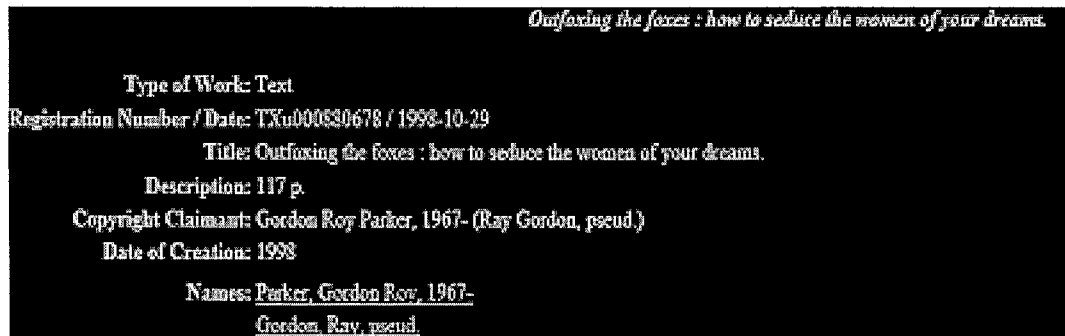 Outfoxing the foxes : how to seduce the women of your dreams.
Type of Work: Text
Registration Number / Date: TXu000880678 / 1998-10-29
Title: Outfoxing the foxes : how to seduce the women of your dreams.
Description: 117 p.
Copyright Claimant: Gordon Roy Parker, 1967- (Ray Gordon, pseud.)
Date of Creation: 1998
Names: Parker, Gordon Roy, 1967-
Gordon, Ray, pseud.